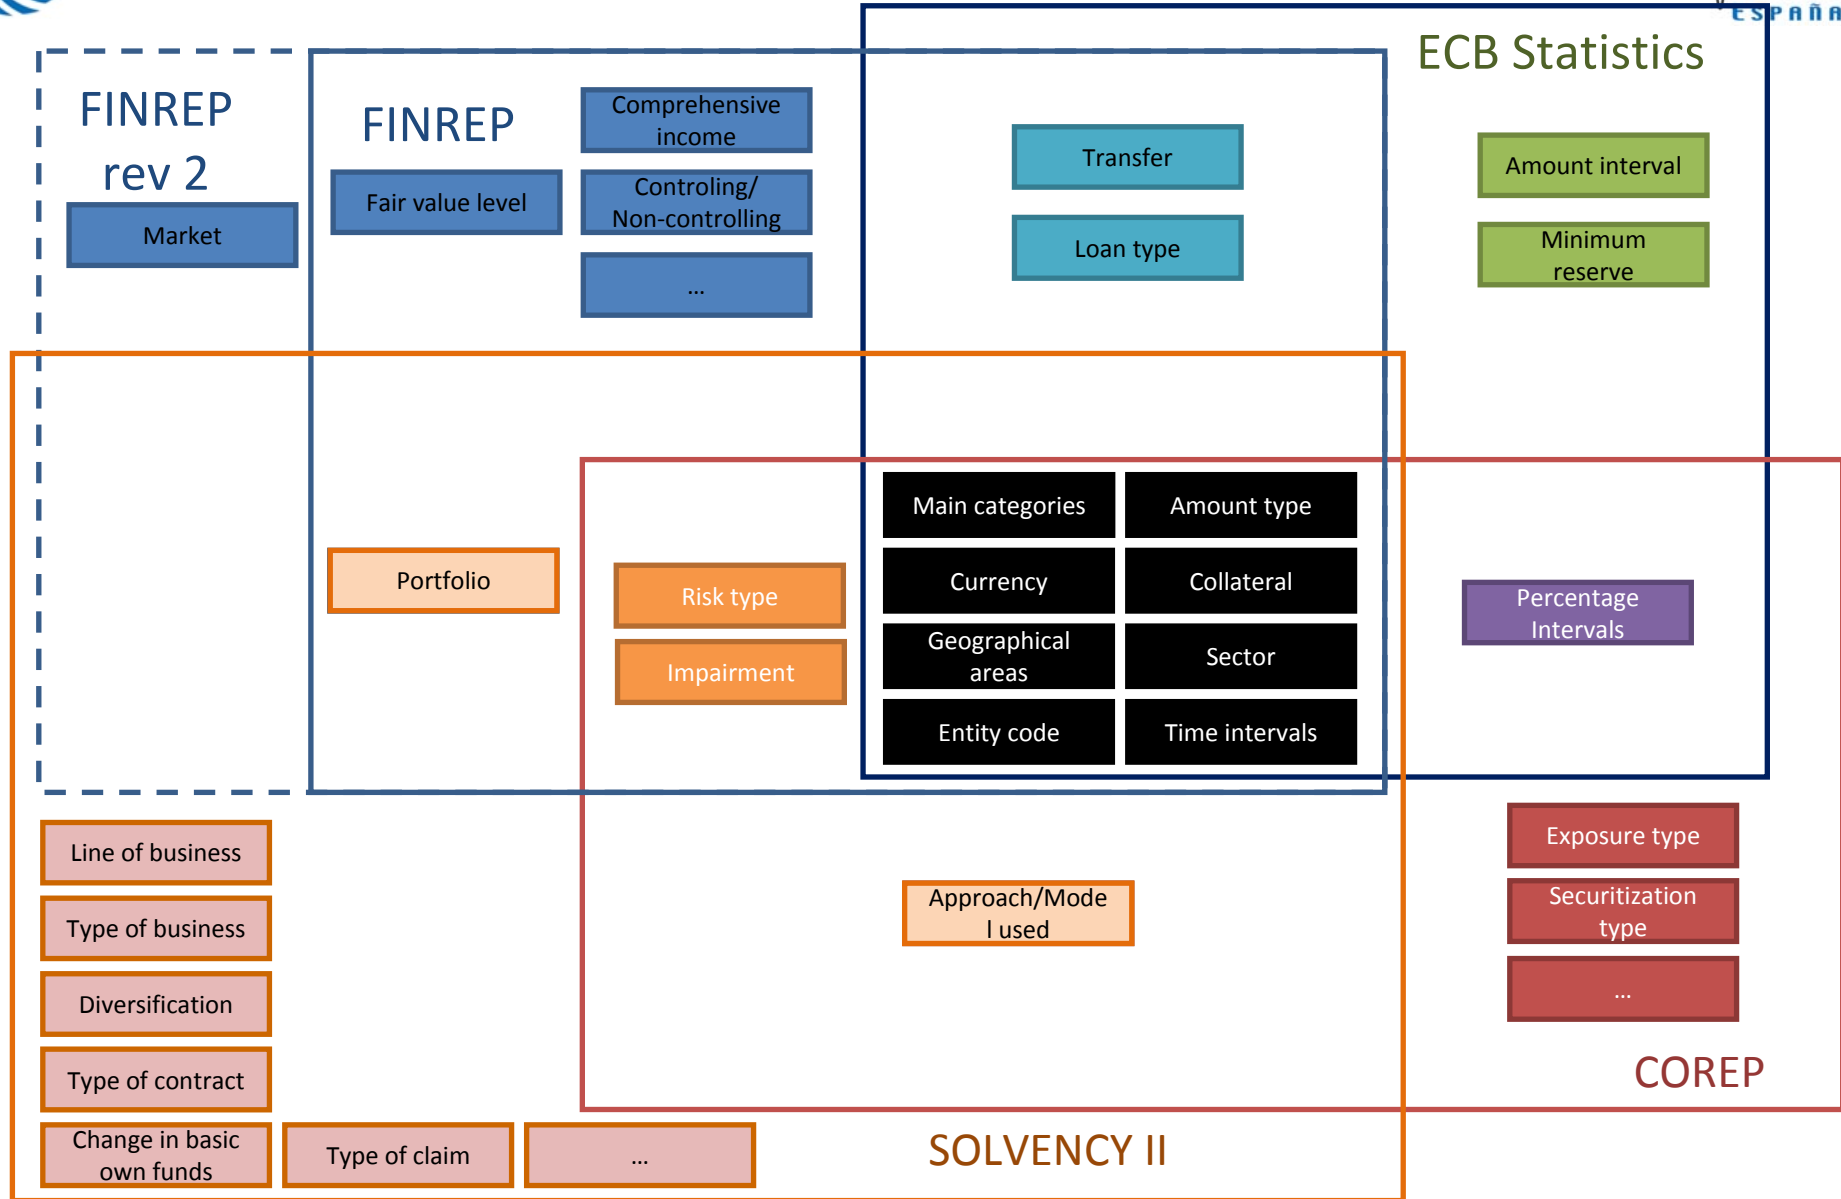 ESPAÑA
ECB Statistics
FINREP
rev 2
FINREP
Comprehensive
income
Transfer
Amount interval
Market
Fair value level
Controling/
Non-controlling
Loan type
Minimum
reserve
...
Main categories
Amount type
Portfolio
Risk type
Currency
Collateral
Percentage
Intervals
Impairment
Geographical
areas
Sector
Entity code
Time intervals
Line of business
Exposure type
Type of business
Approach/Mode
l used
Securitization
type
Diversification
...
Type of contract
COREP
Change in basic
own funds
Type of claim
...
SOLVENCY II